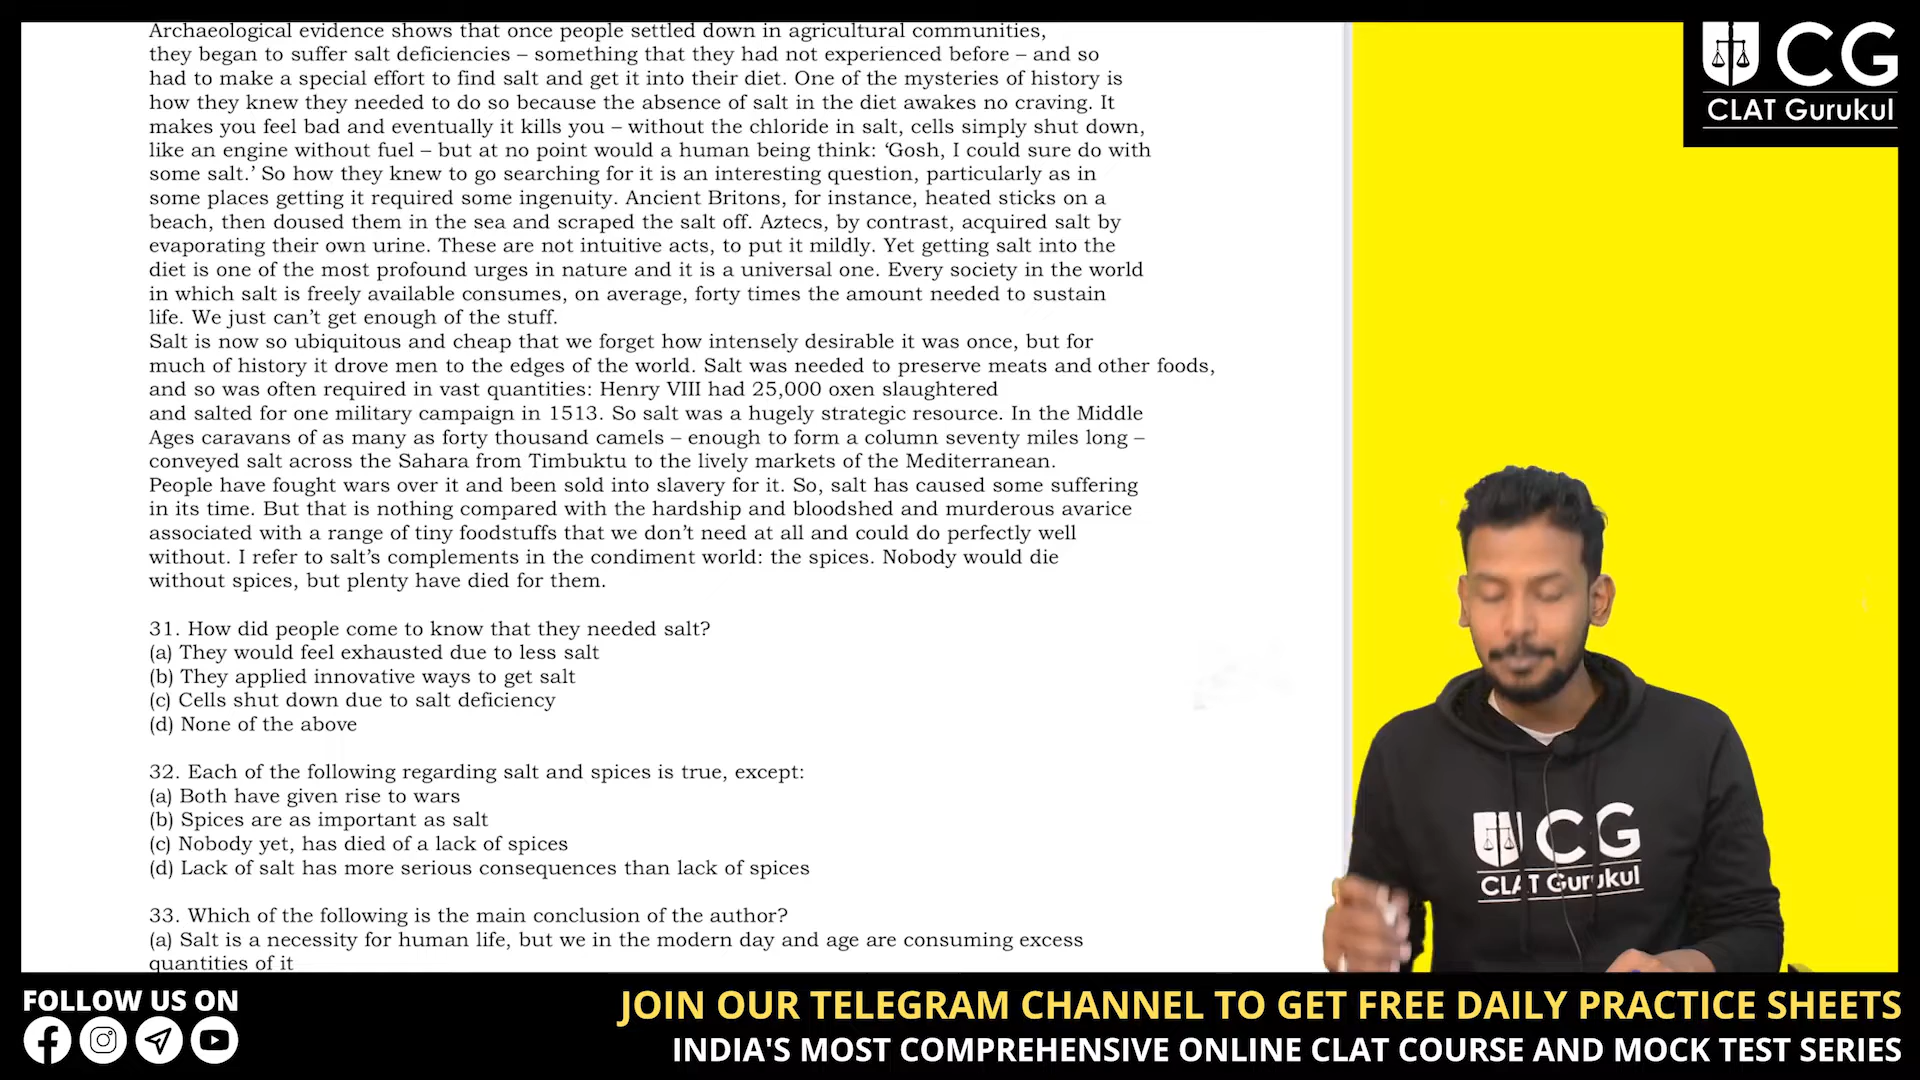 Archaeological evidence shows that once people settled down in agricultural communities,
they began to suffer salt deficiencies – something that they had not experienced before – and so
had to make a special effort to find salt and get it into their diet. One of the mysteries of history is
how they knew they needed to do so because the absence of salt in the diet awakes no craving. It
makes you feel bad and eventually it kills you – without the chloride in salt, cells simply shut down,
like an engine without fuel – but at no point would a human being think: ‘Gosh, I could sure do with
some salt.’ So how they knew to go searching for it is an interesting question, particularly as in
some places getting it required some ingenuity. Ancient Britons, for instance, heated sticks on a
beach, then doused them in the sea and scraped the salt off. Aztecs, by contrast, acquired salt by
evaporating their own urine. These are not intuitive acts, to put it mildly. Yet getting salt into the
diet is one of the most profound urges in nature and it is a universal one. Every society in the world
in which salt is freely available consumes, on average, forty times the amount needed to sustain
life. We just can’t get enough of the stuff.
Salt is now so ubiquitous and cheap that we forget how intensely desirable it was once, but for
much of history it drove men to the edges of the world. Salt was needed to preserve meats and other foods,
and so was often required in vast quantities: Henry VIII had 25,000 oxen slaughtered
and salted for one military campaign in 1513. So salt was a hugely strategic resource. In the Middle
Ages caravans of as many as forty thousand camels – enough to form a column seventy miles long –
conveyed salt across the Sahara from Timbuktu to the lively markets of the Mediterranean.
People have fought wars over it and been sold into slavery for it. So, salt has caused some suffering
in its time. But that is nothing compared with the hardship and bloodshed and murderous avarice
associated with a range of tiny foodstuffs that we don’t need at all and could do perfectly well
without. I refer to salt’s complements in the condiment world: the spices. Nobody would die
without spices, but plenty have died for them.
31. How did people come to know that they needed salt?
(a) They would feel exhausted due to less salt
(b) They applied innovative ways to get salt
(c) Cells shut down due to salt deficiency
(d) None of the above
32. Each of the following regarding salt and spices is true, except:
(a) Both have given rise to wars
(b) Spices are as important as salt
(c) Nobody yet, has died of a lack of spices
(d) Lack of salt has more serious consequences than lack of spices
33. Which of the following is the main conclusion of the author?
(a) Salt is a necessity for human life, but we in the modern day and age are consuming excess
quantities of it
CG
CLAT Gurukul
CG
CLAT Gurukul
FOLLOW US ON
JOIN OUR TELEGRAM CHANNEL TO GET FREE DAILY PRACTICE SHEETS
INDIA'S MOST COMPREHENSIVE ONLINE CLAT COURSE AND MOCK TEST SERIES